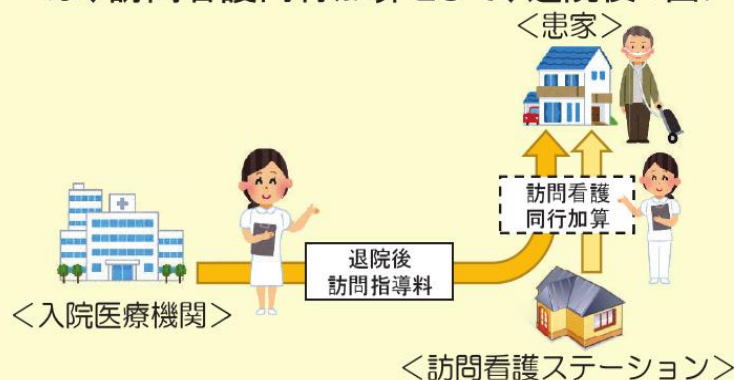 ＜患家＞
訪問看護
同行加算
退院後
訪問指導料
＜入院医療機関＞
＜訪問看護ステーション＞